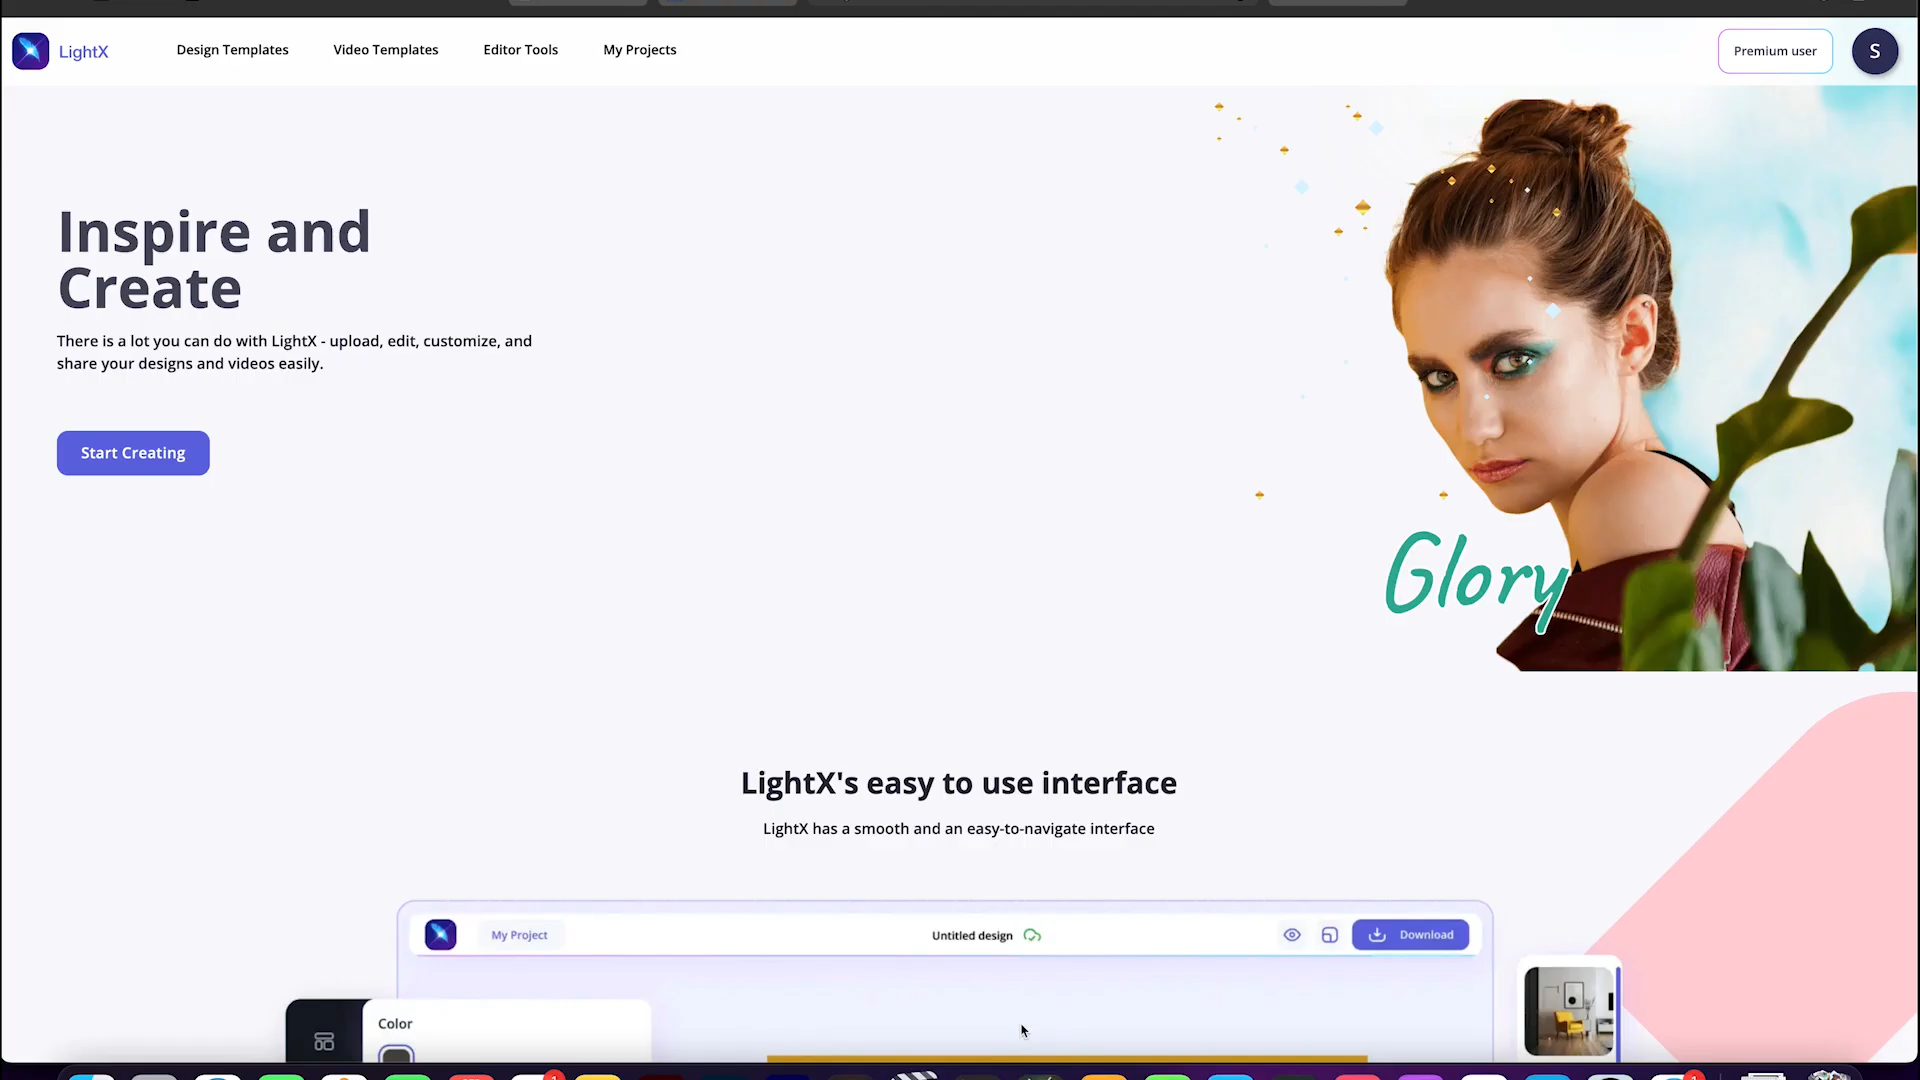 LightX
Design Templates
Video Templates
Editor Tools
My Projects
Premium user
S
Inspire and
Create
There is a lot you can do with LightX - upload, edit, customize, and
share your designs and videos easily.
Start Creating
Glory
LightX's easy to use interface
LightX has a smooth and an easy-to-navigate interface
My Project
Untitled design
Download
Color
1
1